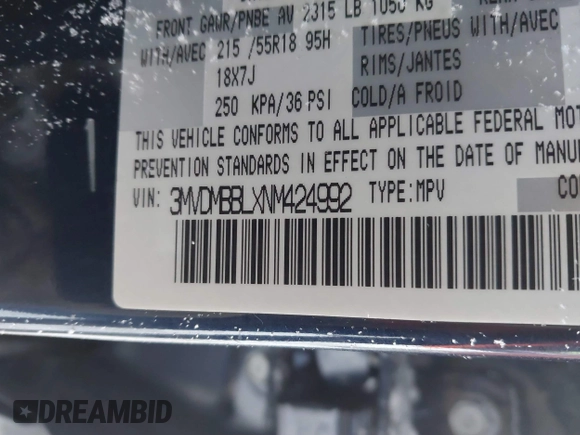 FRONT GAWR/PNBE AV 2315 LB 1050 KG
WITH/AVEC 215 /55R18 95H TIRES/PNEUS WITH/AVEC
18X7J RIMS/JANTES
250 KPA/36 PSI COLD/A FROID
THIS VEHICLE CONFORMS TO ALL APPLICABLE FEDERAL MOT
PREVENTION STANDARDS IN EFFECT ON THE DATE OF MANU
VIN: 3MVDMBBLXNM424992 TYPE:MPV CO
DREAMBID